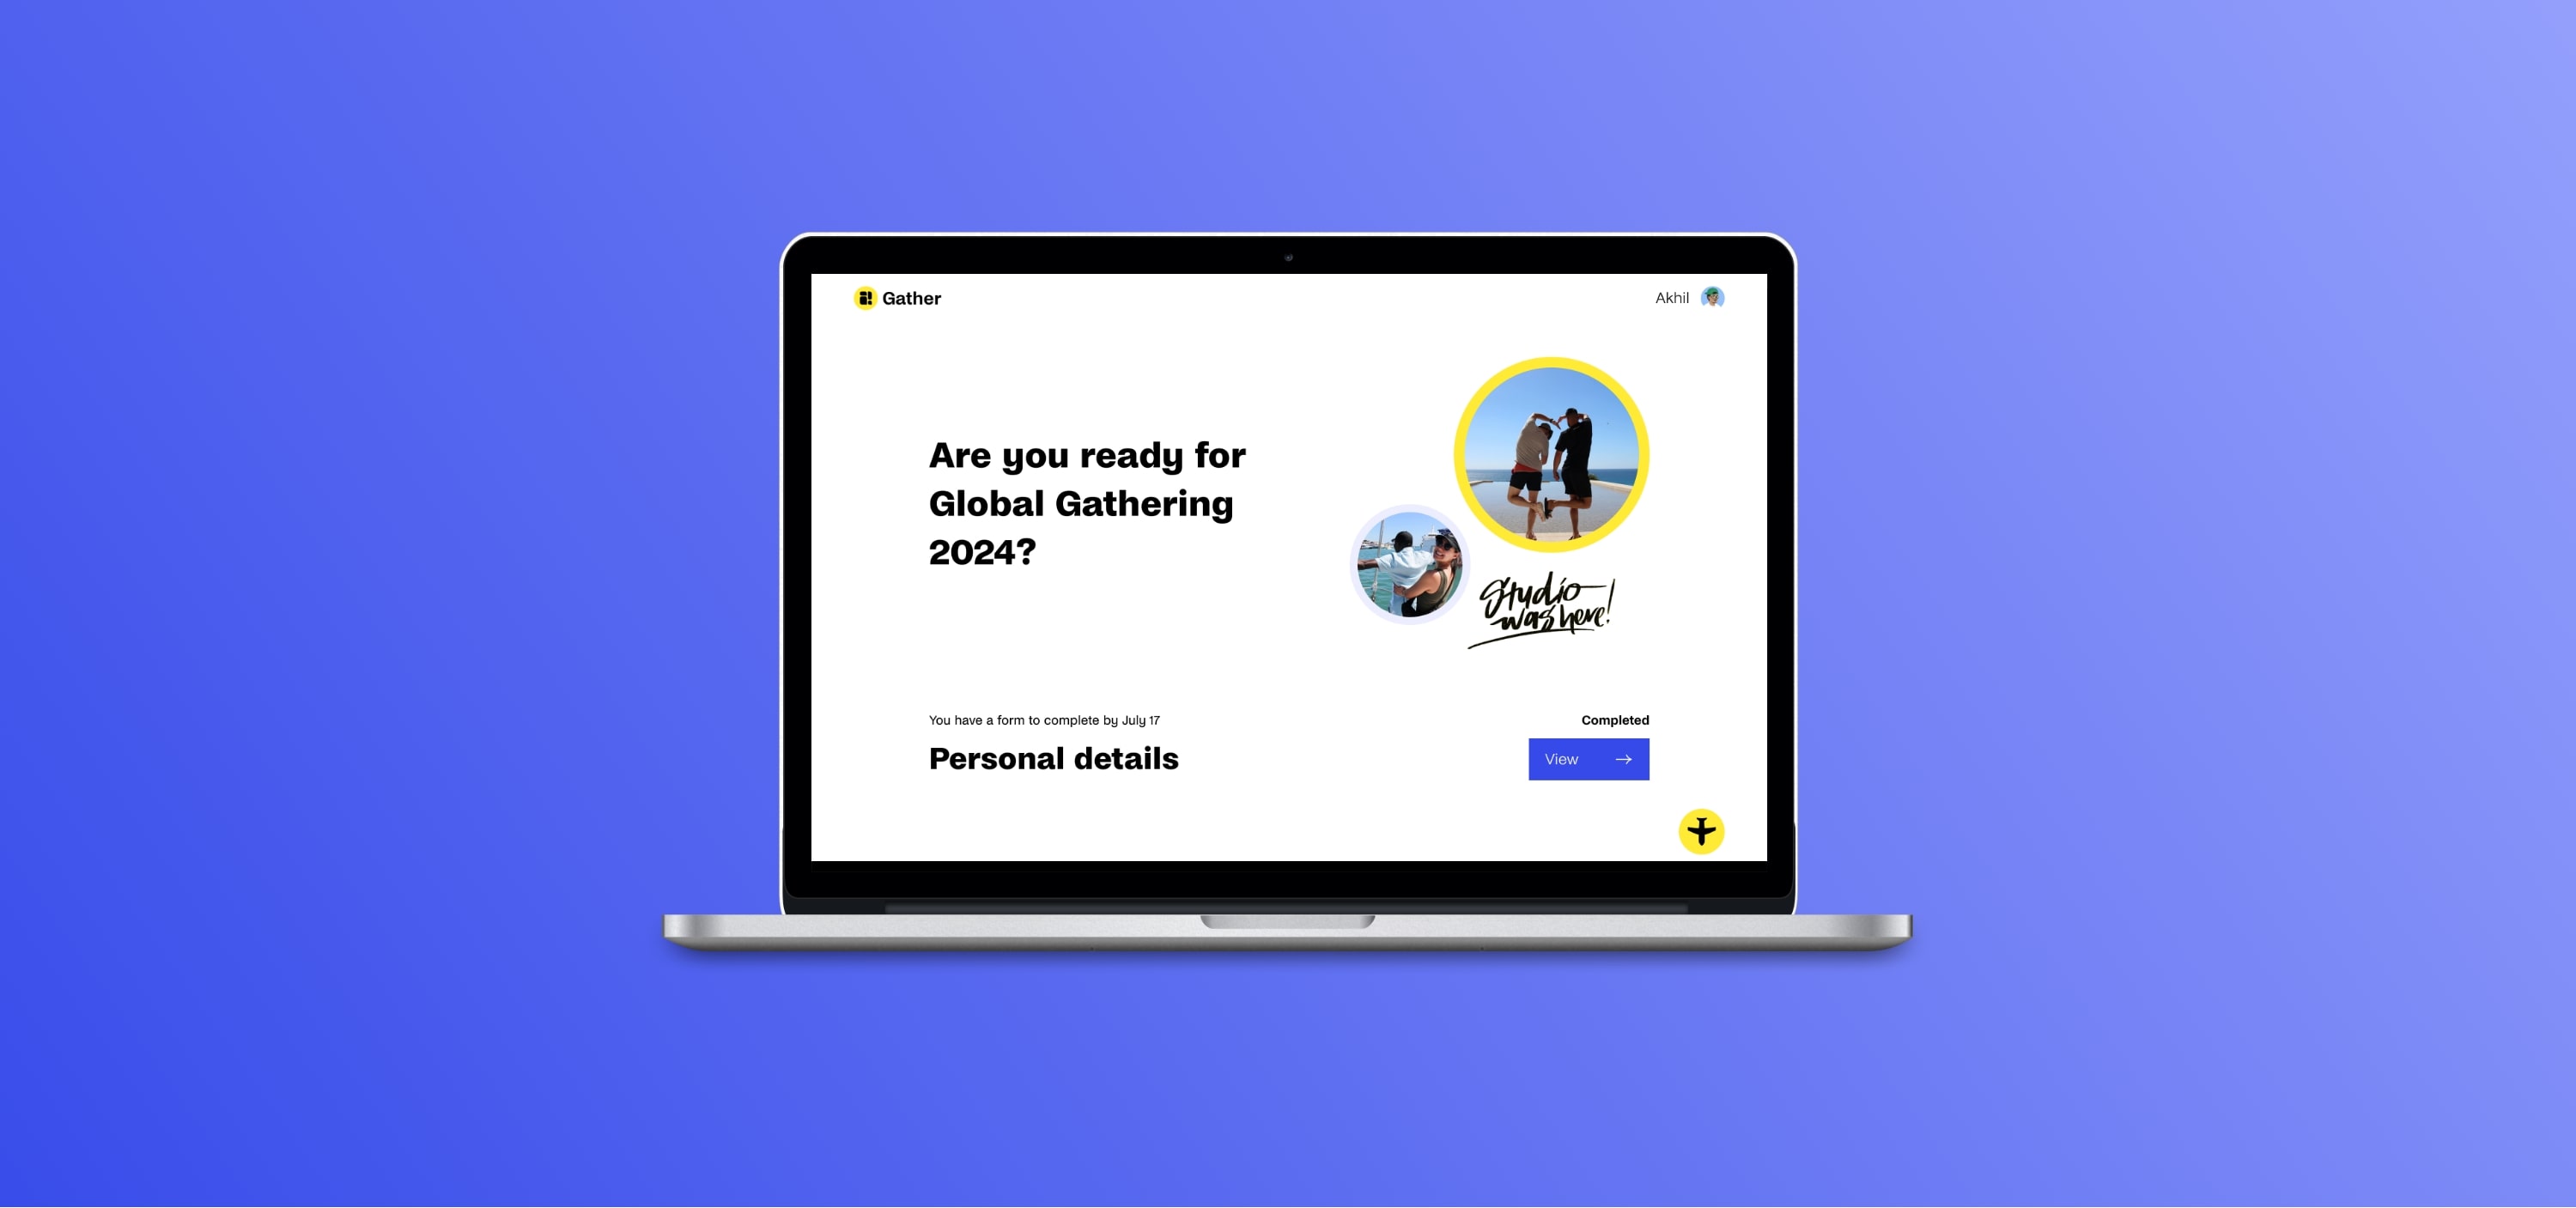 a!
Gather
Akhil
Are you ready for
Global Gathering
2024?
Studio
was here!
You have a form to complete by July 17
Completed
Personal details
View